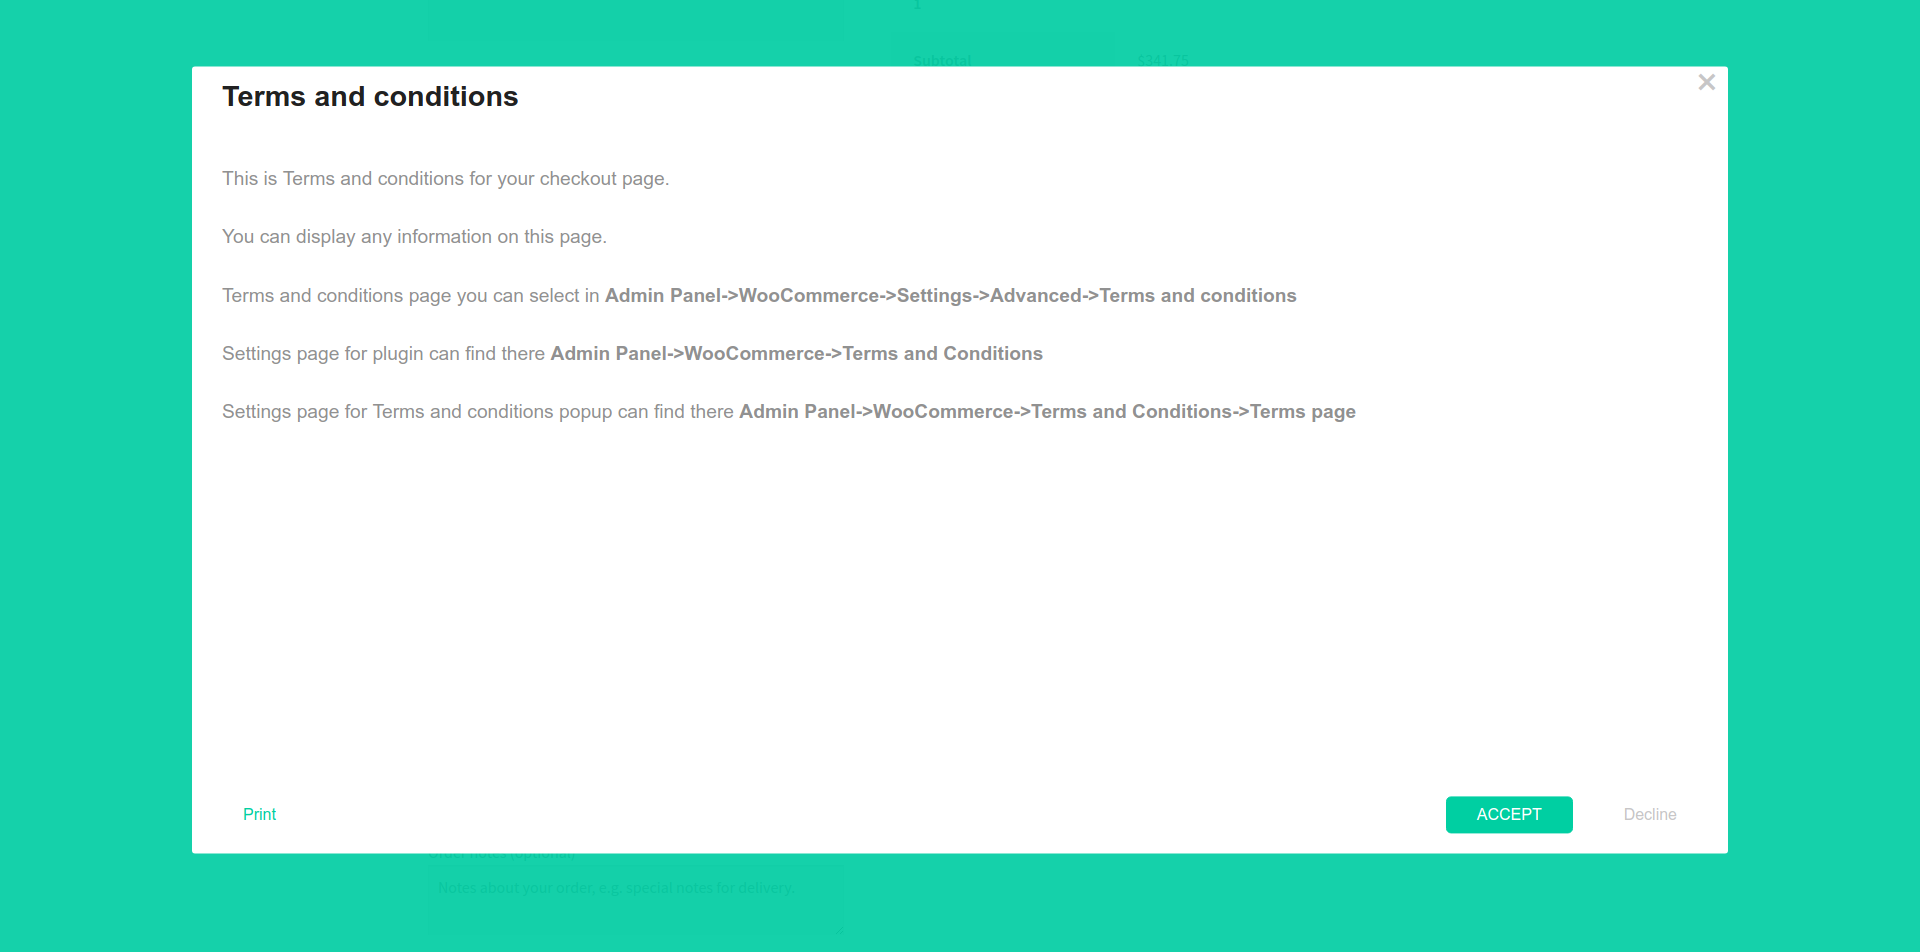 1
Subtotal $341.75
Terms and conditions
This is Terms and conditions for your checkout page.
You can display any information on this page.
Terms and conditions page you can select in Admin Panel->WooCommerce->Settings->Advanced->Terms and conditions
Settings page for plugin can find there Admin Panel->WooCommerce->Terms and Conditions
Settings page for Terms and conditions popup can find there Admin Panel->WooCommerce->Terms and Conditions->Terms page
Print ACCEPT Decline
Order notes (optional)
Notes about your order, e.g. special notes for delivery.